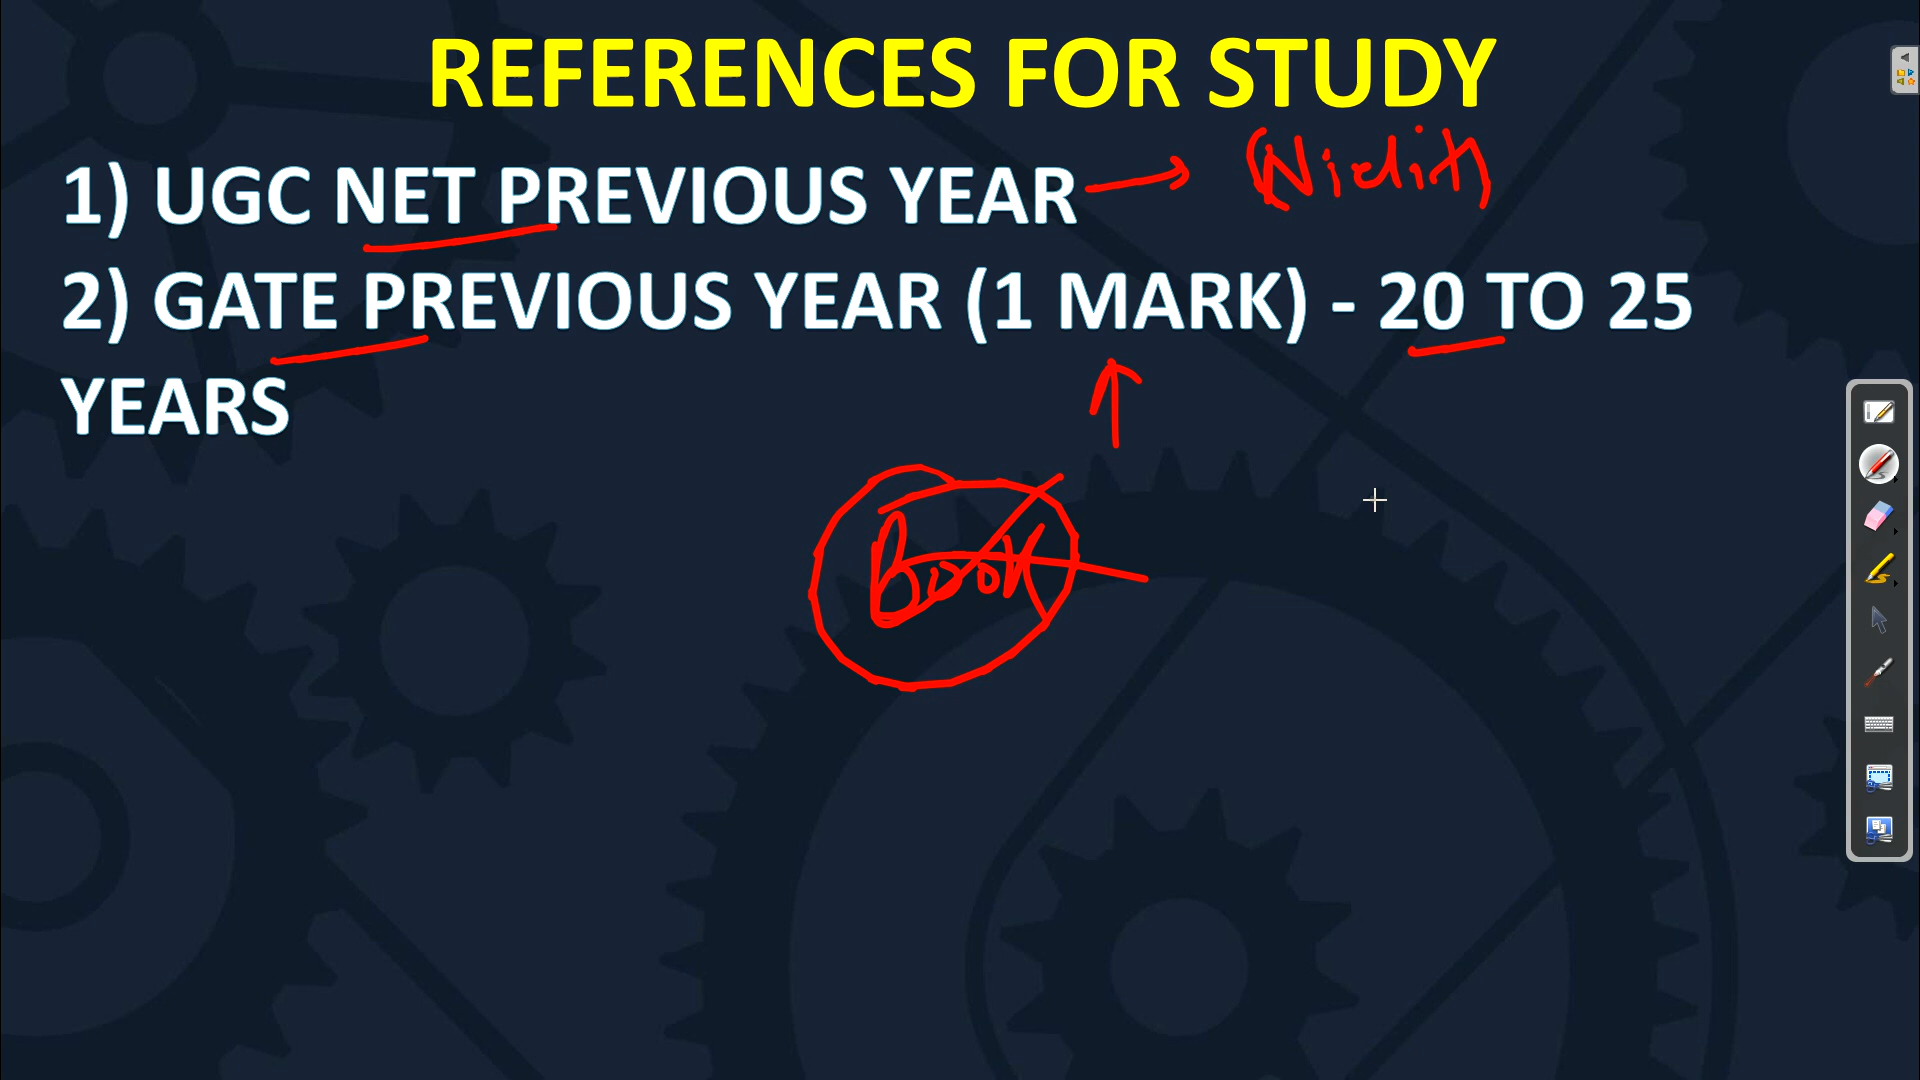 REFERENCES FOR STUDY
1) UGC NET PREVIOUS YEAR → (Nielit)
2) GATE PREVIOUS YEAR (1 MARK) - 20 TO 25
YEARS
Book